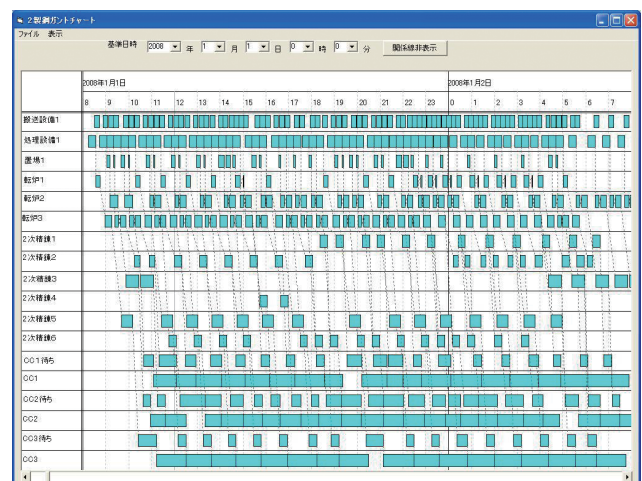 2.製鋼ガントチャート
ファイル 表示
基準日時 2008 年 1 月 1 日 0 時 0 分 関係線非表示
2008年1月1日 2008年1月2日
8 9 10 11 12 13 14 15 16 17 18 19 20 21 22 23 0 1 2 3 4 5 6 7
搬送設備1
処理設備1
置場1
転炉1
転炉2
転炉3
2次精錬1
2次精錬2
2次精錬3
2次精錬4
2次精錬5
2次精錬6
CC1待ち
CC1
CC2待ち
CC2
CC3待ち
CC3